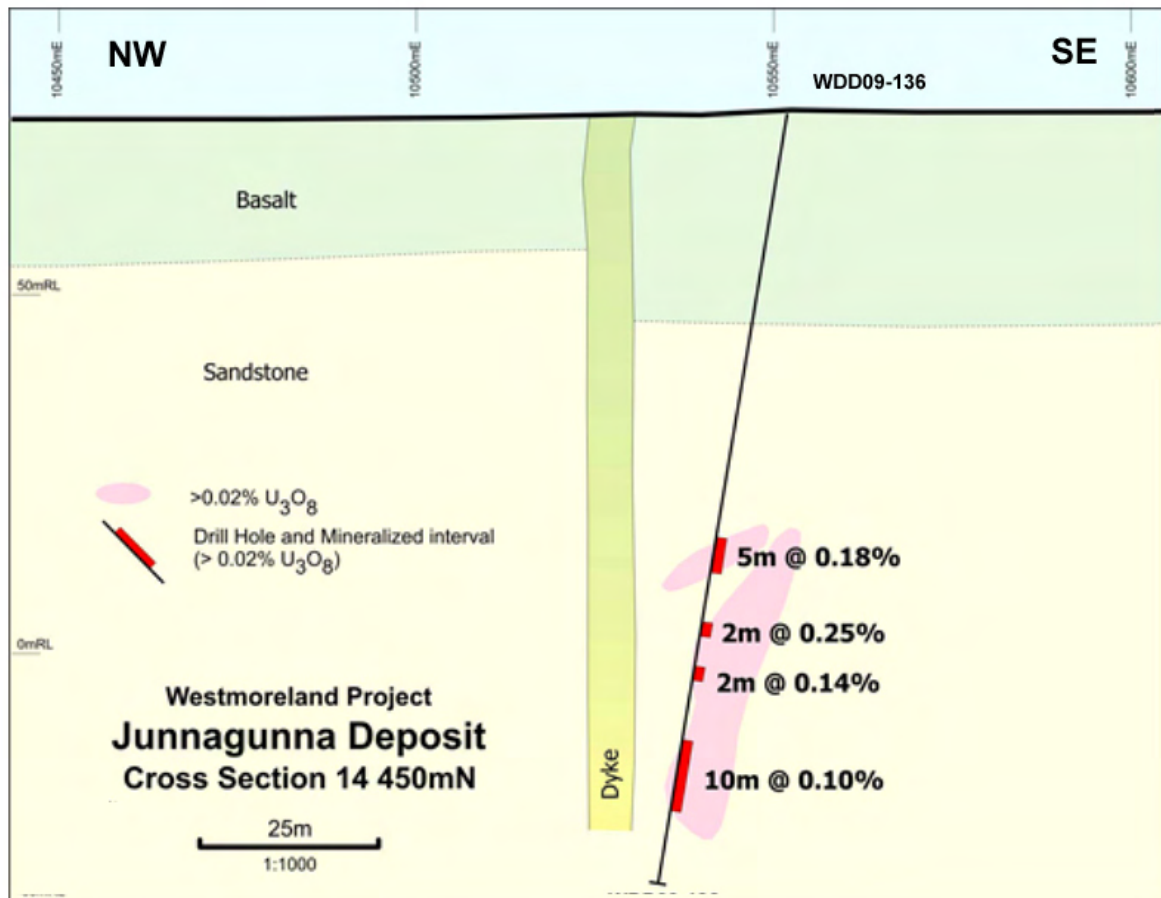 NW
SE
10450mE
10500mE
10550mE
10600mE
WDD09-136
Basalt
50mRL
Sandstone
>0.02% U3O8
Drill Hole and Mineralized interval
(> 0.02% U3O8)
5m @ 0.18%
2m @ 0.25%
0mRL
2m @ 0.14%
Westmoreland Project
Junnagunna Deposit
Cross Section 14 450mN
Dyke
10m @ 0.10%
25m
1:1000